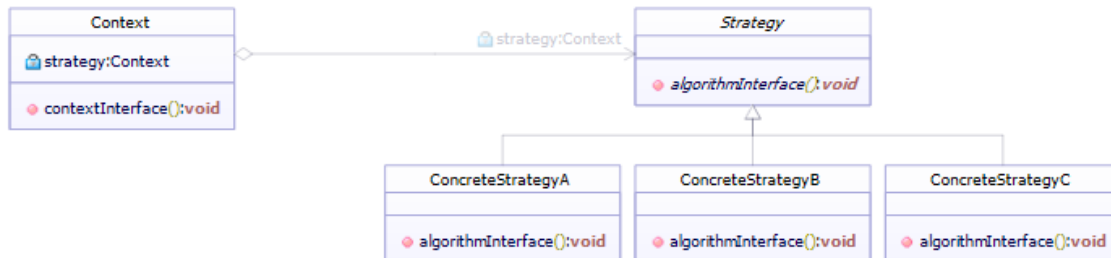 Context
strategy:Context
contextInterface():void
strategy:Context
Strategy
algorithmInterface():void
ConcreteStrategyA
algorithmInterface():void
ConcreteStrategyB
algorithmInterface():void
ConcreteStrategyC
algorithmInterface():void